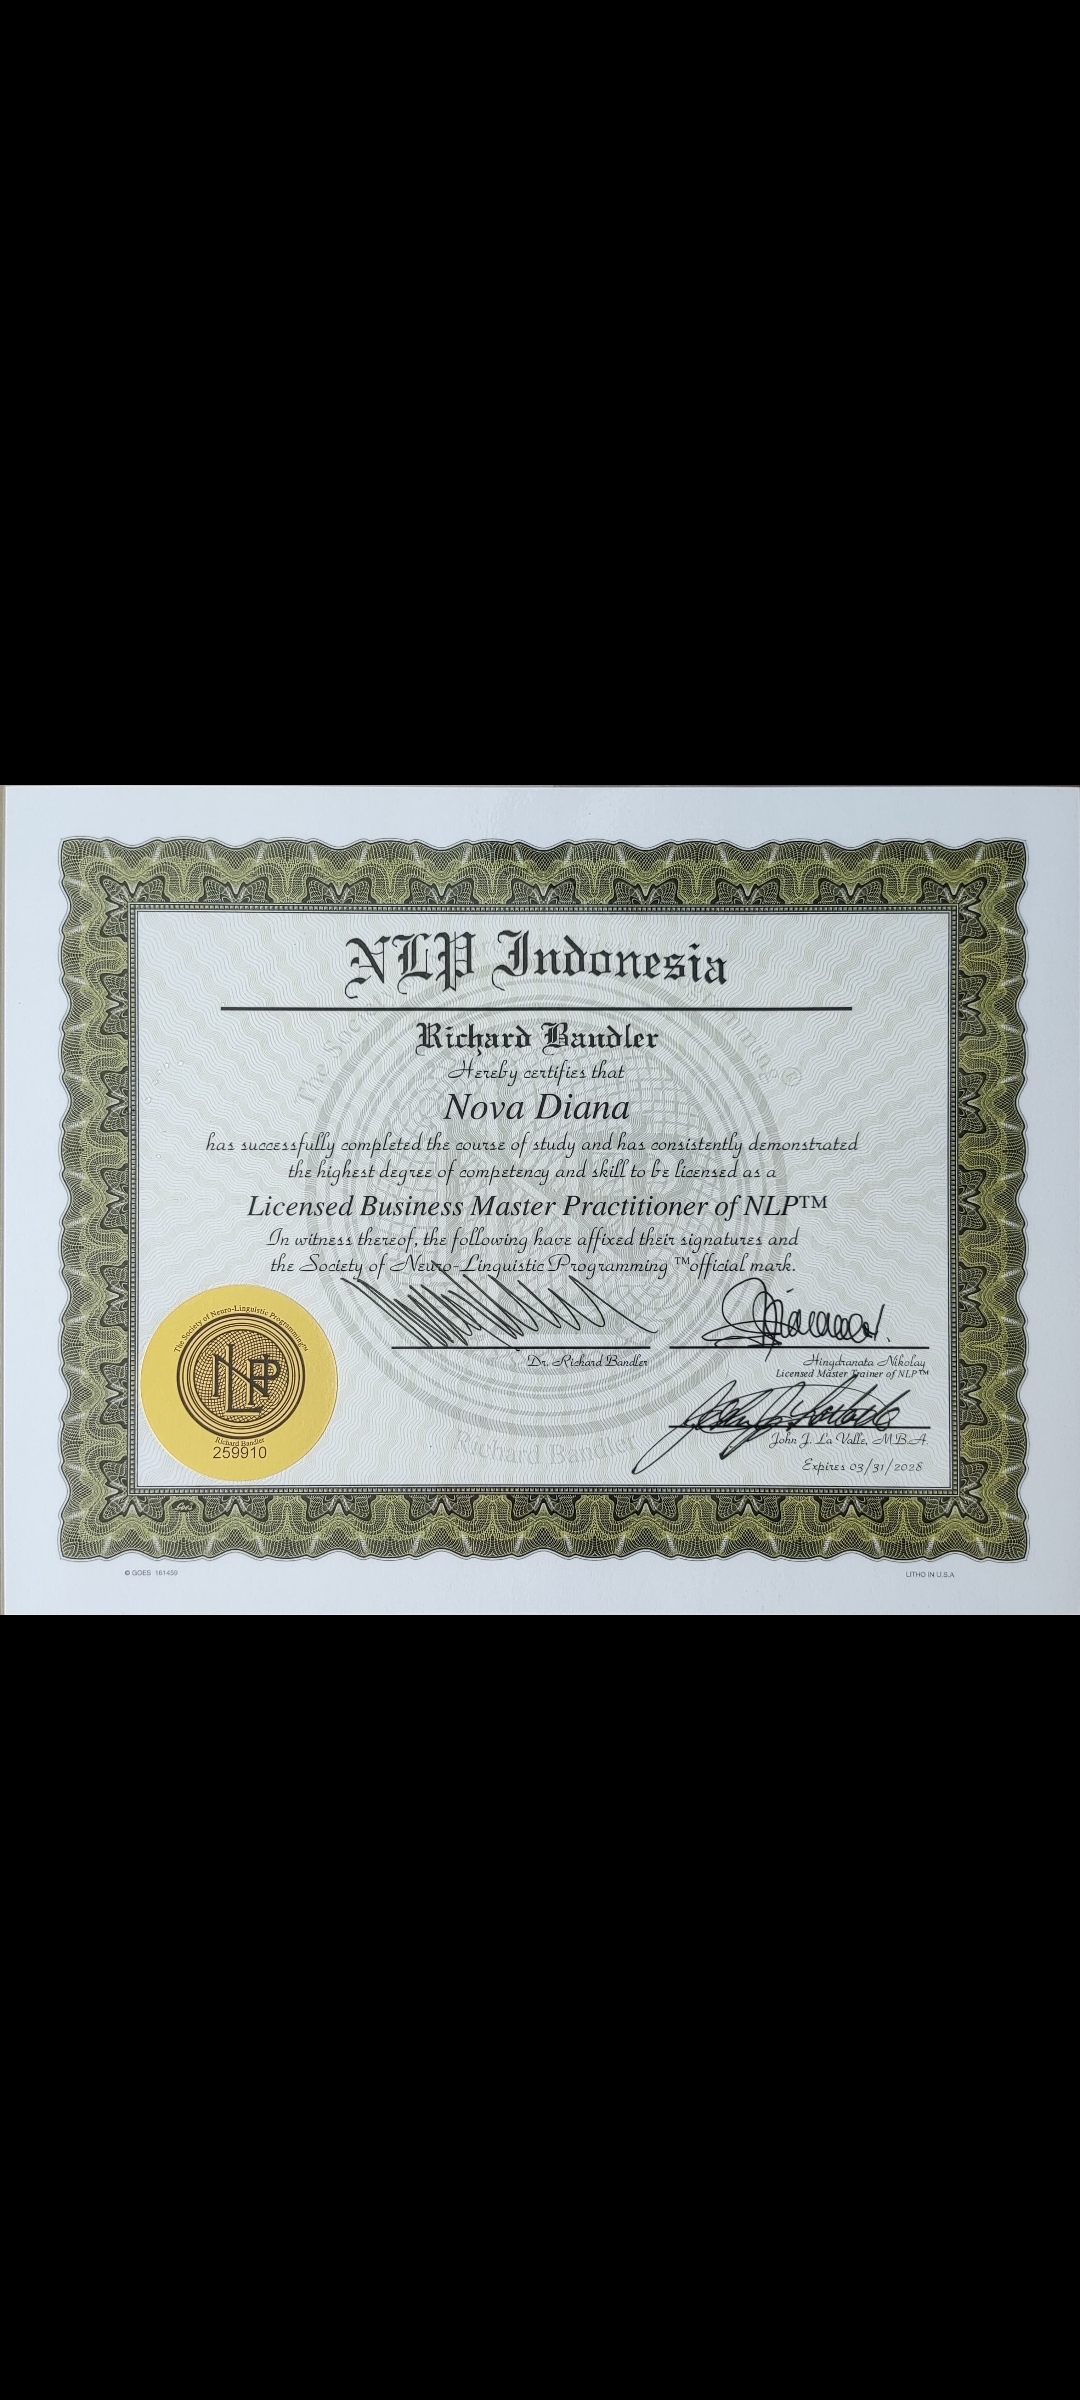 NLP Indonesia
Richard Bandler
Hereby certifies that
Nova Diana
has successfully completed the course of study and has consistently demonstrated
the highest degree of competency and skill to be licensed as a
Licensed Business Master Practitioner of NLP™
In witness thereof, the following have affixed their signatures and
the Society of Neuro-Linguistic Programming ™official mark.
The Society of Neuro-Linguistic Programming™
NLP
Richard Bandler
259910
Dr. Richard Bandler
Hingdranata Nikolay
Licensed Master Trainer of NLP™
John J. La Valle, M.B.A.
Expires 03/31/2028
Richard Bandler
Goes
© GOES 161459
LITHO IN U.S.A